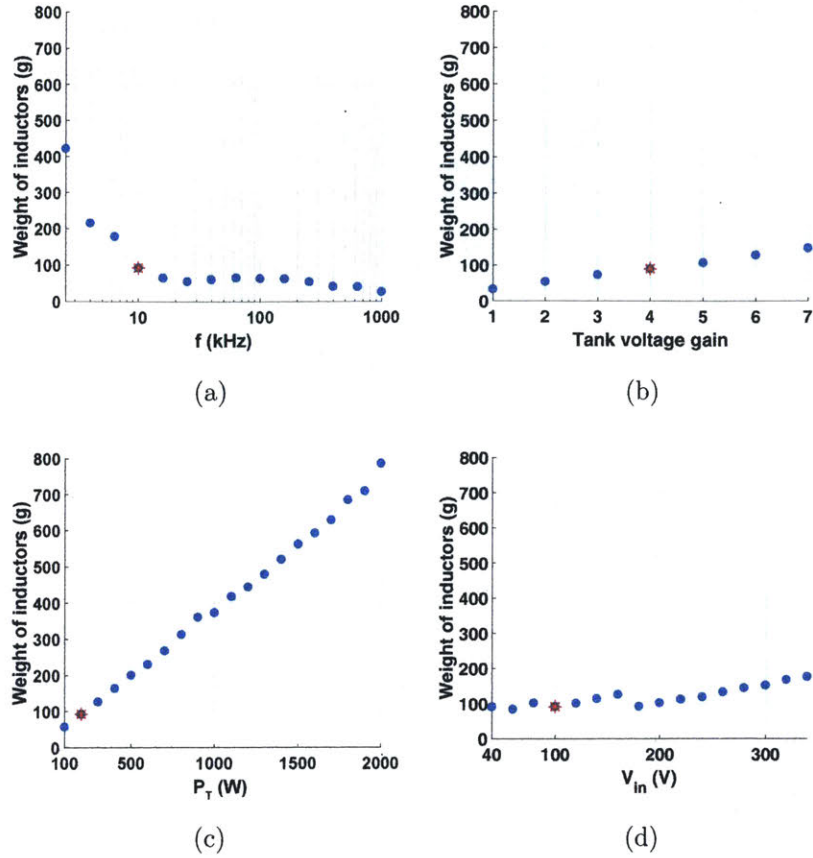 800
700
600
500
400
300
200
100
0
Weight of inductors (g)
10 100 1000
f (kHz)
(a)
800
700
600
500
400
300
200
100
0
Weight of inductors (g)
1 2 3 4 5 6 7
Tank voltage gain
(b)
800
700
600
500
400
300
200
100
0
Weight of inductors (g)
100 500 1000 1500 2000
P_T (W)
(c)
800
700
600
500
400
300
200
100
0
Weight of inductors (g)
40 100 200 300
V_in (V)
(d)